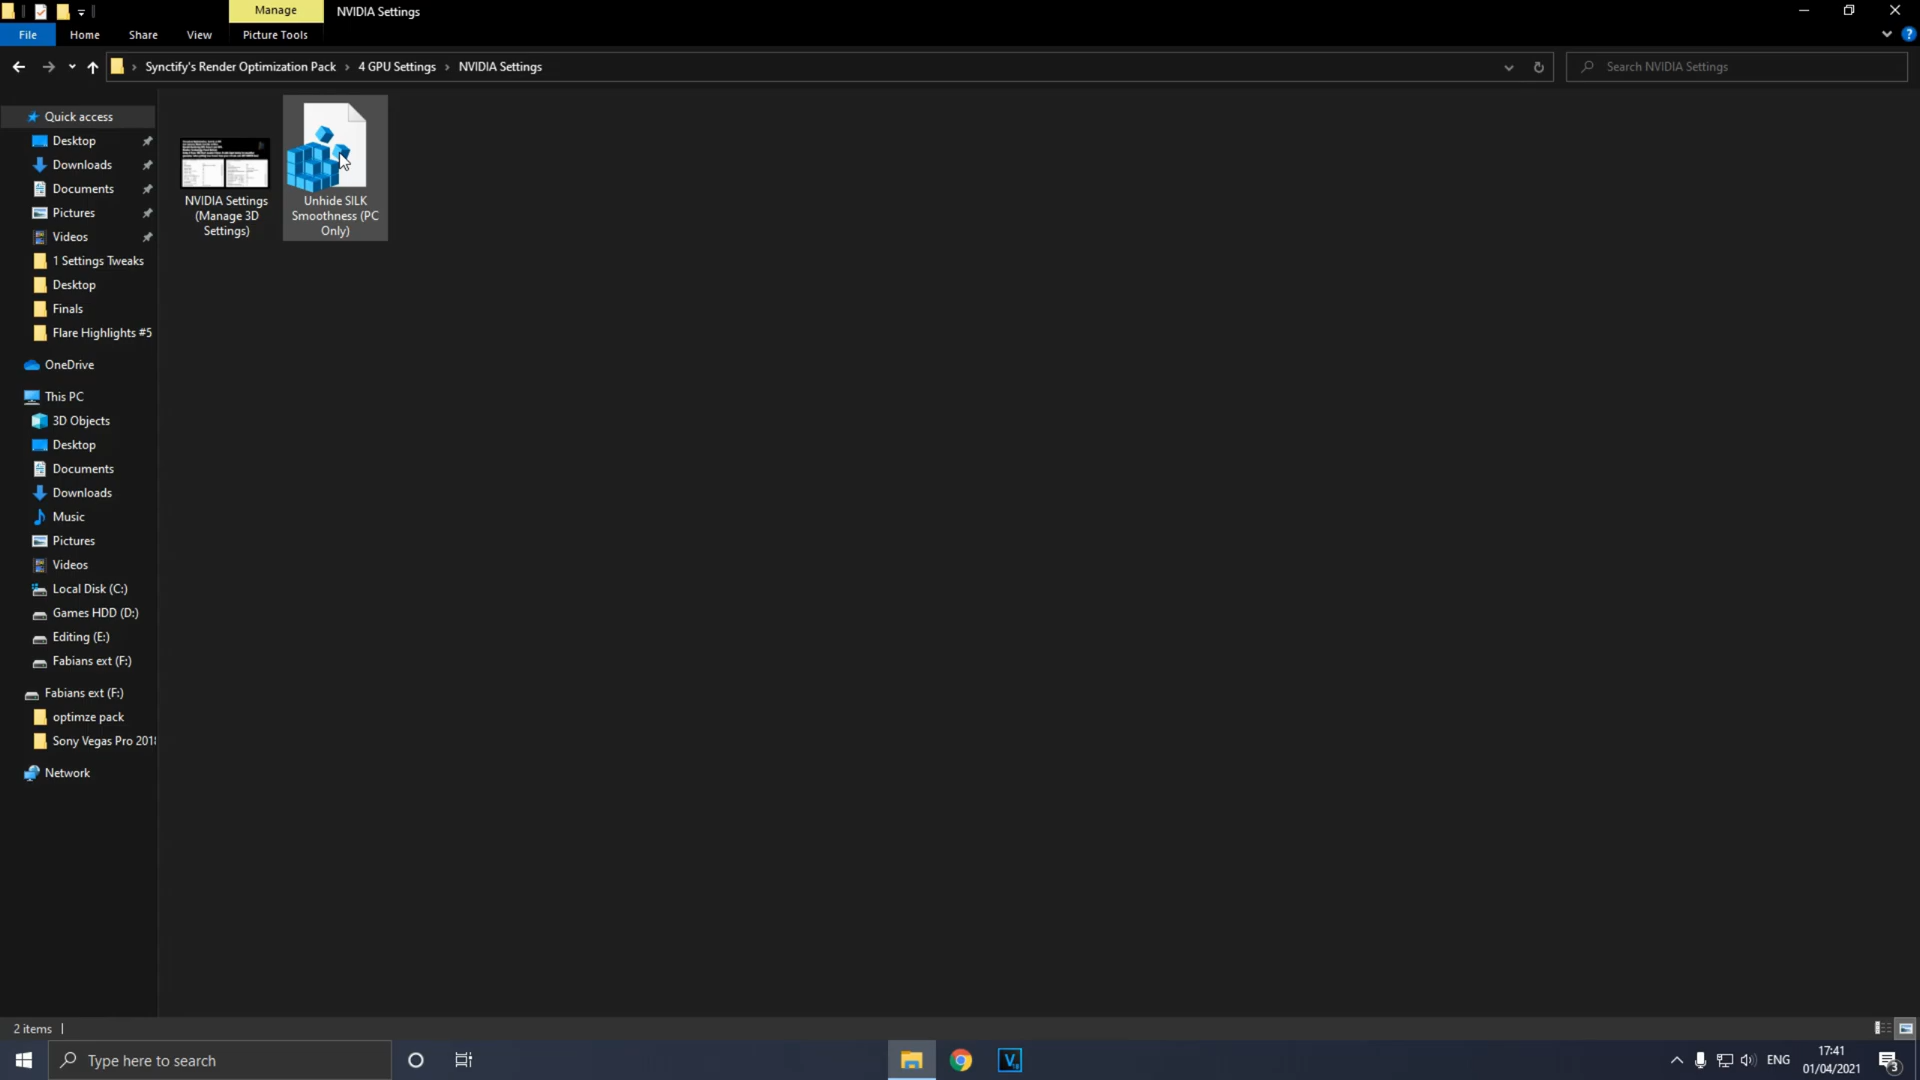 Manage
NVIDIA Settings
File
Home
Share
View
Picture Tools
Synctify's Render Optimization Pack
4 GPU Settings
NVIDIA Settings
Search NVIDIA Settings
Quick access
Desktop
Downloads
Documents
Pictures
Videos
1 Settings Tweaks
Desktop
Finals
Flare Highlights #5
OneDrive
This PC
3D Objects
Desktop
Documents
Downloads
Music
Pictures
Videos
Local Disk (C:)
Games HDD (D:)
Editing (E:)
Fabians ext (F:)
Fabians ext (F:)
optimze pack
Sony Vegas Pro 2018
Network
NVIDIA Settings
(Manage 3D
Settings)
Unhide SILK
Smoothness (PC
Only)
2 items
Type here to search
ENG
17:41
01/04/2021
3